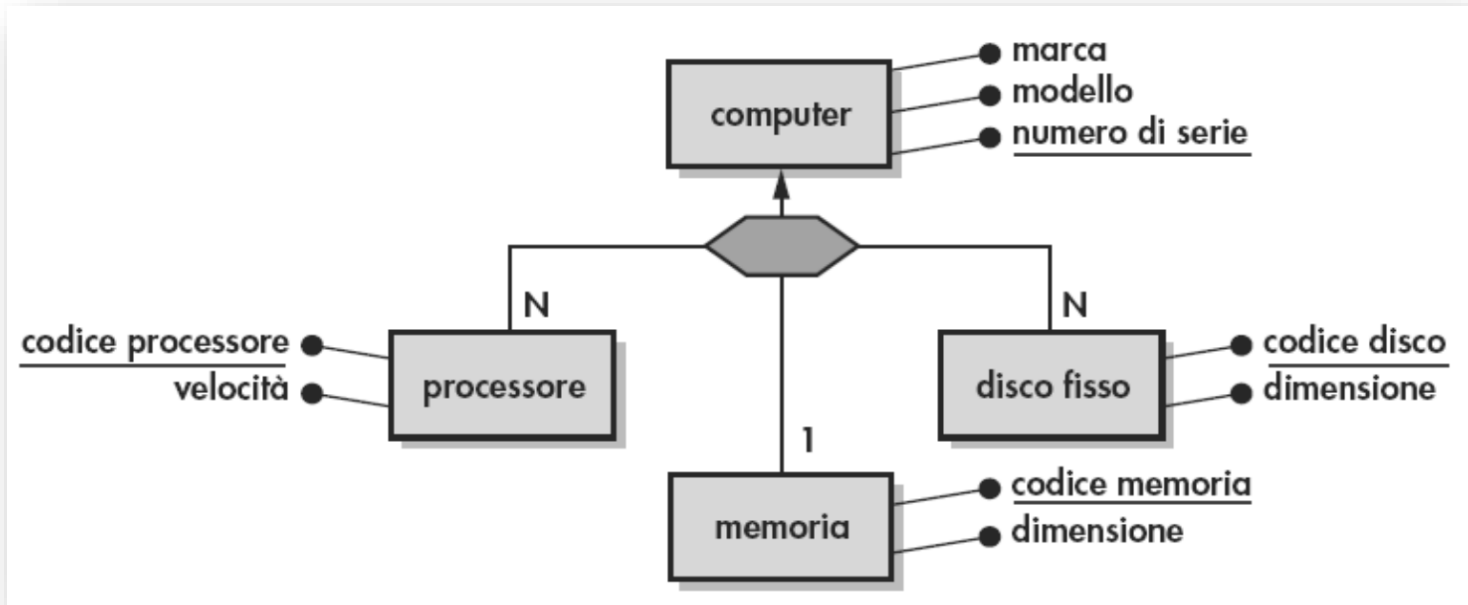 marca
modello
numero di serie
computer
N
N
codice processore
velocità
processore
disco fisso
codice disco
dimensione
1
memoria
codice memoria
dimensione